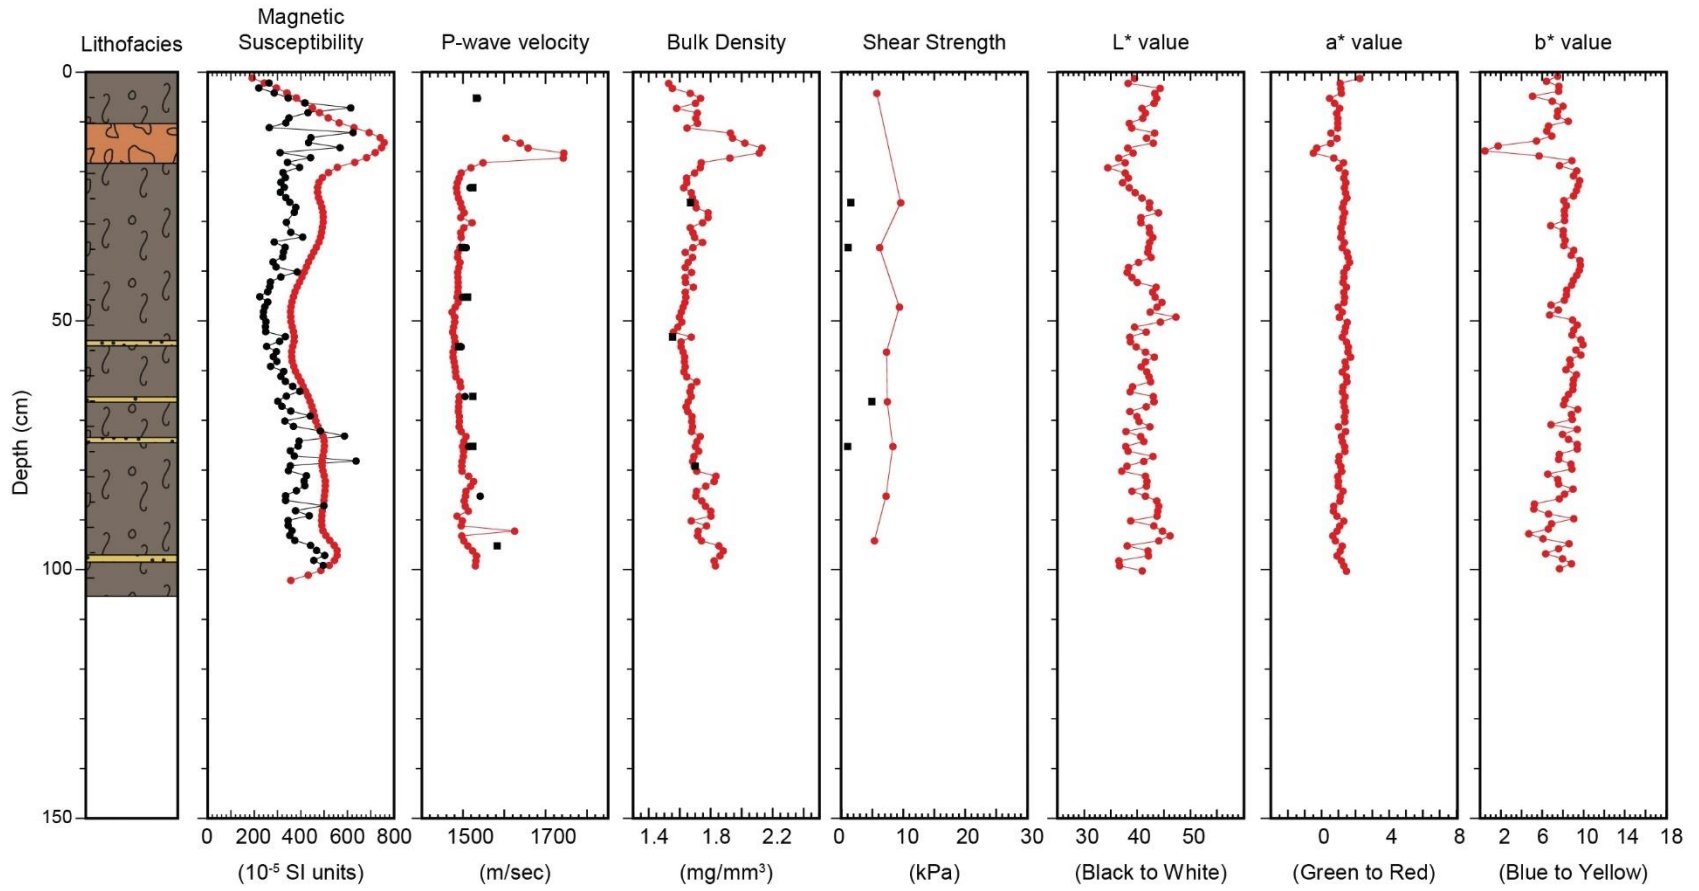 Lithofacies
Magnetic
Susceptibility
P-wave velocity
Bulk Density
Shear Strength
L* value
a* value
b* value
Depth (cm)
0
50
100
150
0 200 400 600 800
1500 1700
1.4 1.8 2.2
0 10 20 30
30 40 50
0 4 8
2 6 10 14 18
(10⁻⁵ SI units)
(m/sec)
(mg/mm³)
(kPa)
(Black to White)
(Green to Red)
(Blue to Yellow)